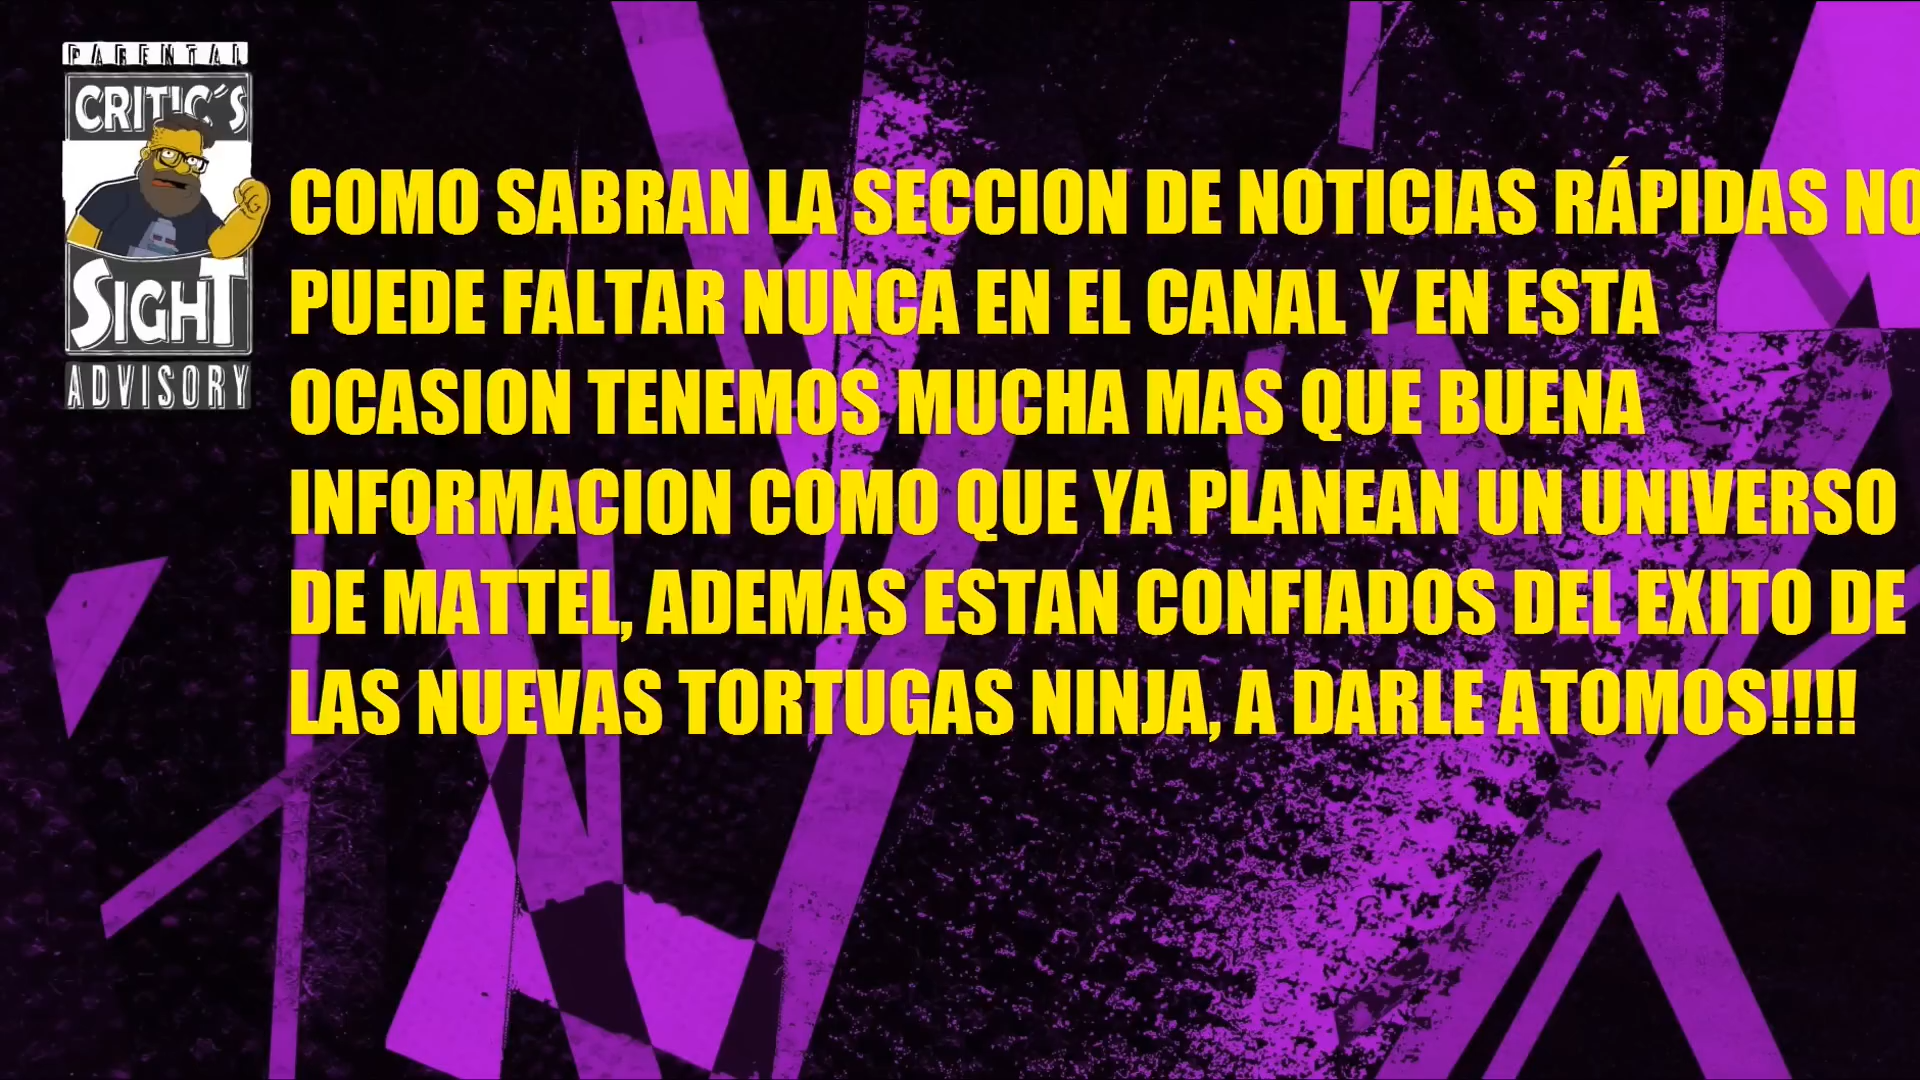 PARENTAL
CRITIC´S
SIGHT
ADVISORY
COMO SABRAN LA SECCION DE NOTICIAS RÁPIDAS NO
PUEDE FALTAR NUNCA EN EL CANAL Y EN ESTA
OCASION TENEMOS MUCHA MAS QUE BUENA
INFORMACION COMO QUE YA PLANEAN UN UNIVERSO
DE MATTEL, ADEMAS ESTAN CONFIADOS DEL EXITO DE
LAS NUEVAS TORTUGAS NINJA, A DARLE ATOMOS!!!!